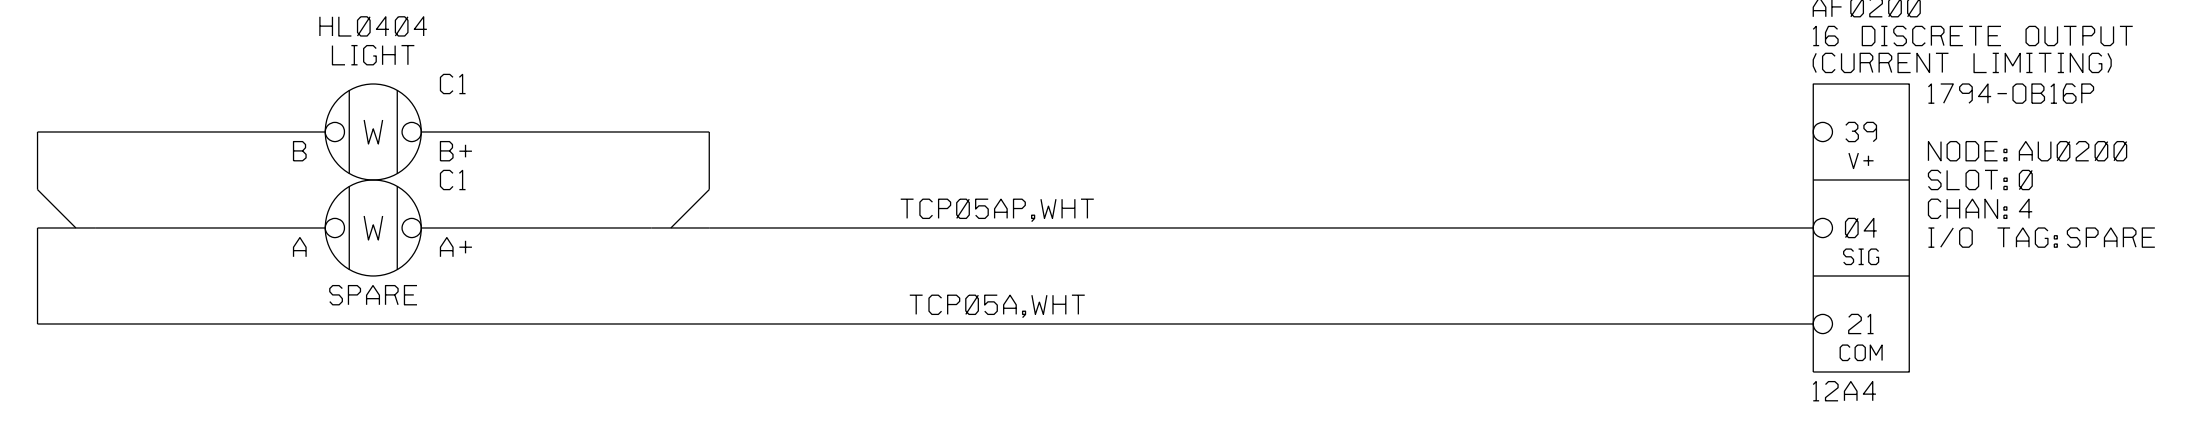 HL0404
LIGHT
C1
B
W
B+
C1
A
W
A+
SPARE
TCP05AP,WHT
TCP05A,WHT
AF0200
16 DISCRETE OUTPUT
(CURRENT LIMITING)
1794-OB16P
39
V+
NODE:AU0200
SLOT:0
CHAN:4
I/O TAG:SPARE
04
SIG
21
COM
12A4